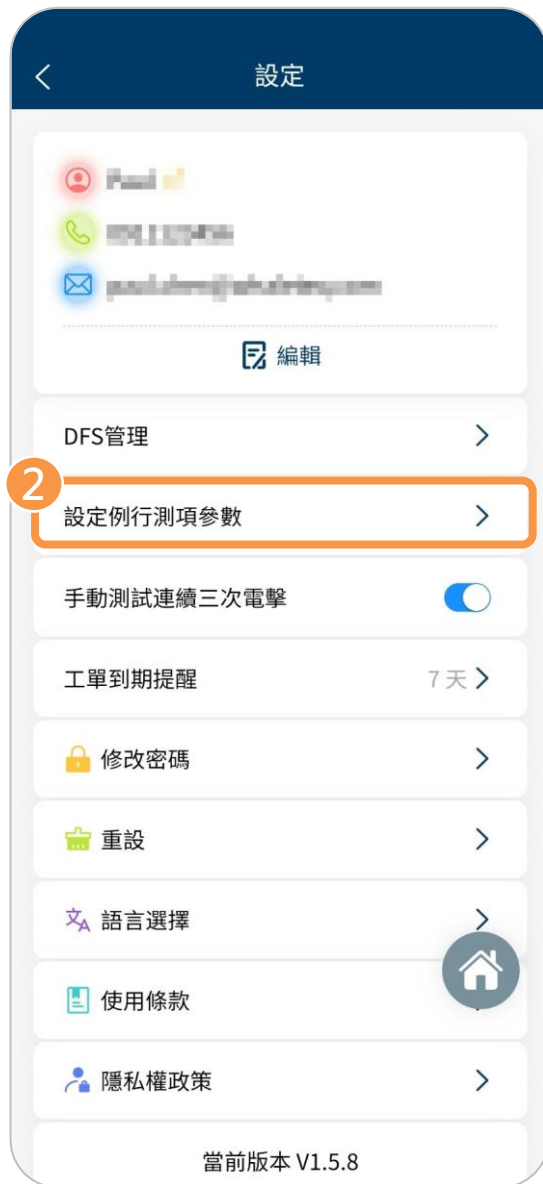 設定
編輯
DFS管理
2
設定例行測項參數
手動測試連續三次電擊
工單到期提醒 7 天
修改密碼
重設
語言選擇
使用條款
隱私權政策
當前版本 V1.5.8